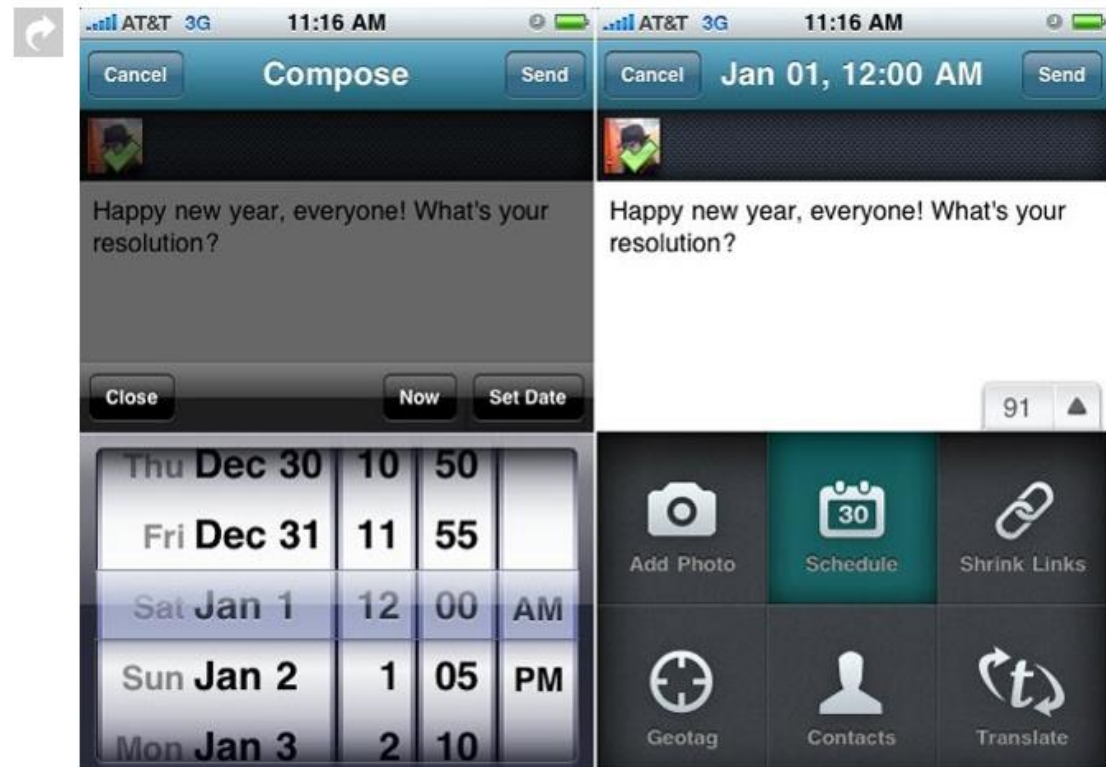 AT&T 3G 11:16 AM
Cancel Compose Send
Happy new year, everyone! What's your
resolution?
Close Now Set Date
Thu Dec 30 10 50
Fri Dec 31 11 55
Sat Jan 1 12 00 AM
Sun Jan 2 1 05 PM
Mon Jan 3 2 10
AT&T 3G 11:16 AM
Cancel Jan 01, 12:00 AM Send
Happy new year, everyone! What's your
resolution?
91
30
Add Photo Schedule Shrink Links
t
Geotag Contacts Translate